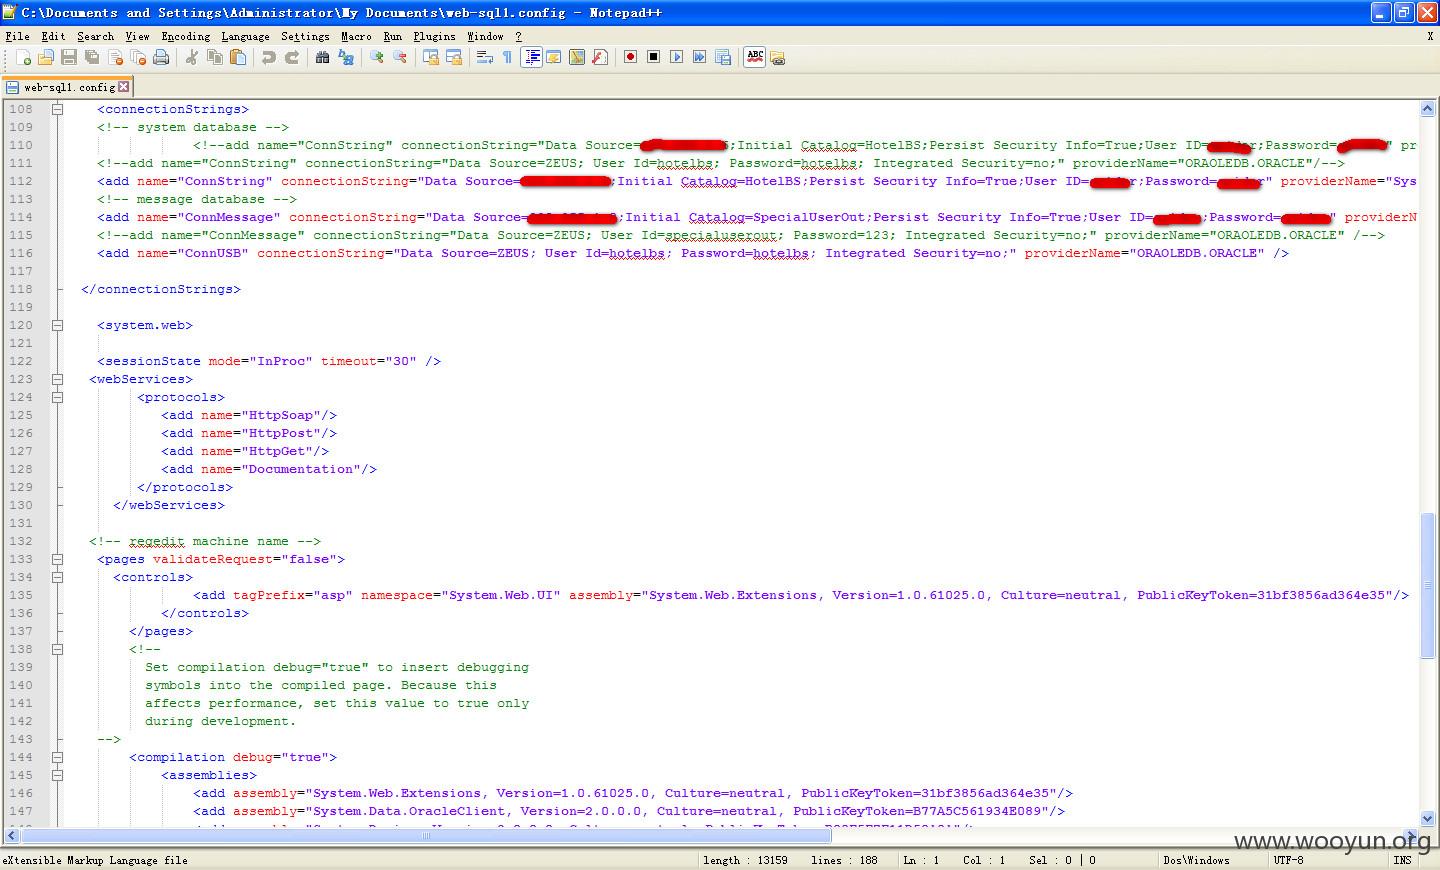 C:\Documents and Settings\Administrator\My Documents\web-sql1.config - Notepad++
File Edit Search View Encoding Language Settings Macro Run Plugins Window ? X
web-sql1.config
108 <connectionStrings>
109 <!-- system database -->
110 <!--add name="ConnString" connectionString="Data Source= ;Initial Catalog=HotelBS;Persist Security Info=True;User ID= ;Password= " pr
111 <!--add name="ConnString" connectionString="Data Source=ZEUS; User Id=hotelbs; Password=hotelbs; Integrated Security=no;" providerName="ORAOLEDB.ORACLE"/-->
112 <add name="ConnString" connectionString="Data Source= ;Initial Catalog=HotelBS;Persist Security Info=True;User ID= ;Password= " providerName="Sys
113 <!-- message database -->
114 <add name="ConnMessage" connectionString="Data Source= ;Initial Catalog=SpecialUserOut;Persist Security Info=True;User ID= ;Password= " providerN
115 <!--add name="ConnMessage" connectionString="Data Source=ZEUS; User Id=specialuserout; Password=123; Integrated Security=no;" providerName="ORAOLEDB.ORACLE" /-->
116 <add name="ConnUSB" connectionString="Data Source=ZEUS; User Id=hotelbs; Password=hotelbs; Integrated Security=no;" providerName="ORAOLEDB.ORACLE" />
117
118 </connectionStrings>
119
120 <system.web>
121
122 <sessionState mode="InProc" timeout="30" />
123 <webServices>
124 <protocols>
125 <add name="HttpSoap"/>
126 <add name="HttpPost"/>
127 <add name="HttpGet"/>
128 <add name="Documentation"/>
129 </protocols>
130 </webServices>
131
132 <!-- regedit machine name -->
133 <pages validateRequest="false">
134 <controls>
135 <add tagPrefix="asp" namespace="System.Web.UI" assembly="System.Web.Extensions, Version=1.0.61025.0, Culture=neutral, PublicKeyToken=31bf3856ad364e35"/>
136 </controls>
137 </pages>
138 <!--
139 Set compilation debug="true" to insert debugging
140 symbols into the compiled page. Because this
141 affects performance, set this value to true only
142 during development.
143 -->
144 <compilation debug="true">
145 <assemblies>
146 <add assembly="System.Web.Extensions, Version=1.0.61025.0, Culture=neutral, PublicKeyToken=31bf3856ad364e35"/>
147 <add assembly="System.Data.OracleClient, Version=2.0.0.0, Culture=neutral, PublicKeyToken=B77A5C561934E089"/>
www.wooyun.org
eXtensible Markup Language file length : 13159 lines : 188 Ln : 1 Col : 1 Sel : 0 | 0 Dos\Windows UTF-8 INS